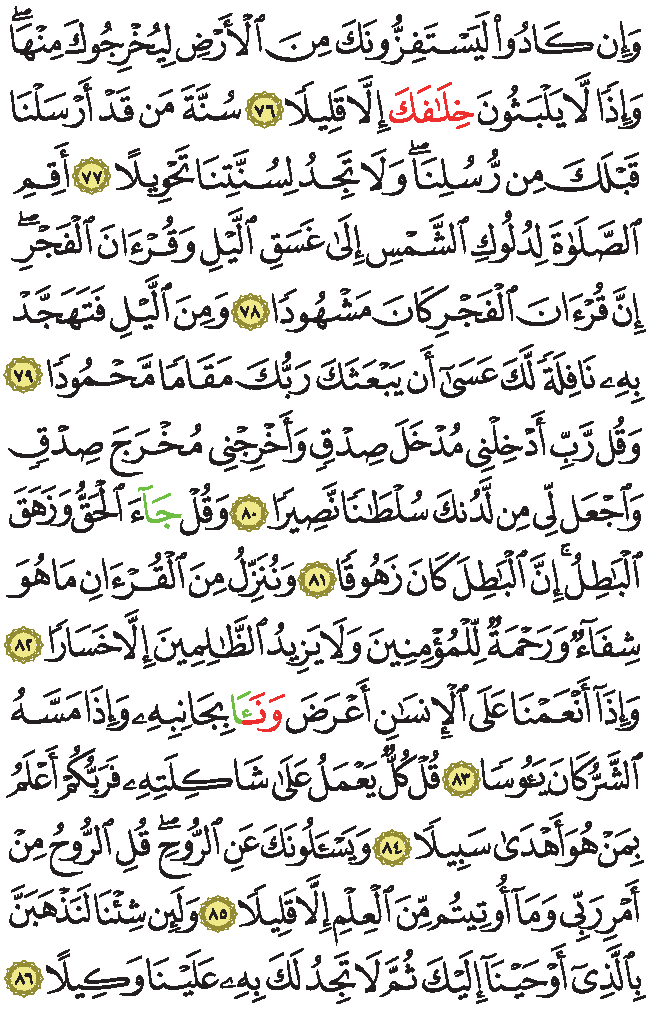 وَإِن كَادُوا۟ لَيَسْتَفِزُّونَكَ مِنَ ٱلْأَرْضِ لِيُخْرِجُوكَ مِنْهَاۖ
وَإِذًا لَّا يَلْبَثُونَ خِلَـٰفَكَ إِلَّا قَلِيلًا ٧٦ سُنَّةَ مَن قَدْ أَرْسَلْنَا
قَبْلَكَ مِن رُّسُلِنَاۖ وَلَا تَجِدُ لِسُنَّتِنَا تَحْوِيلًا ٧٧ أَقِمِ
ٱلصَّلَوٰةَ لِدُلُوكِ ٱلشَّمْسِ إِلَىٰ غَسَقِ ٱلَّيْلِ وَقُرْءَانَ ٱلْفَجْرِۖ
إِنَّ قُرْءَانَ ٱلْفَجْرِ كَانَ مَشْهُودًا ٧٨ وَمِنَ ٱلَّيْلِ فَتَهَجَّدْ
بِهِۦ نَافِلَةً لَّكَ عَسَىٰٓ أَن يَبْعَثَكَ رَبُّكَ مَقَامًا مَّحْمُودًا ٧٩
وَقُل رَّبِّ أَدْخِلْنِى مُدْخَلَ صِدْقٍ وَأَخْرِجْنِى مُخْرَجَ صِدْقٍ
وَٱجْعَل لِّى مِن لَّدُنكَ سُلْطَـٰنًا نَّصِيرًا ٨٠ وَقُلْ جَآءَ ٱلْحَقُّ وَزَهَقَ
ٱلْبَـٰطِلُۚ إِنَّ ٱلْبَـٰطِلَ كَانَ زَهُوقًا ٨١ وَنُنَزِّلُ مِنَ ٱلْقُرْءَانِ مَا هُوَ
شِفَآءٌ وَرَحْمَةٌ لِّلْمُؤْمِنِينَ وَلَا يَزِيدُ ٱلظَّـٰلِمِينَ إِلَّا خَسَارًا ٨٢
وَإِذَآ أَنْعَمْنَا عَلَى ٱلْإِنسَـٰنِ أَعْرَضَ وَنَـَٔا بِجَانِبِهِۦ وَإِذَا مَسَّهُ
ٱلشَّرُّ كَانَ يَـُٔوسًا ٨٣ قُلْ كُلٌّ يَعْمَلُ عَلَىٰ شَاكِلَتِهِۦ فَرَبُّكُمْ أَعْلَمُ
بِمَنْ هُوَ أَهْدَىٰ سَبِيلًا ٨٤ وَيَسْـَٔلُونَكَ عَنِ ٱلرُّوحِۖ قُلِ ٱلرُّوحُ مِنْ
أَمْرِ رَبِّى وَمَآ أُوتِيتُم مِّنَ ٱلْعِلْمِ إِلَّا قَلِيلًا ٨٥ وَلَئِن شِئْنَا لَنَذْهَبَنَّ
بِٱلَّذِىٓ أَوْحَيْنَآ إِلَيْكَ ثُمَّ لَا تَجِدُ لَكَ بِهِۦ عَلَيْنَا وَكِيلًا ٨٦